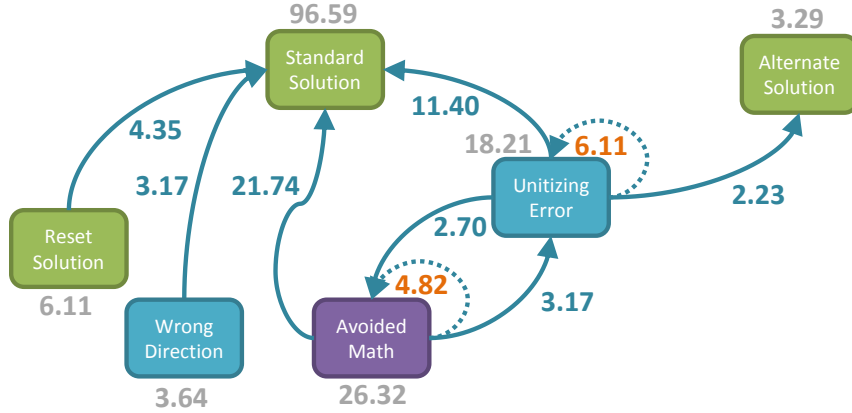 96.59
Standard
Solution
3.29
Alternate
Solution
4.35
11.40
18.21
6.11
3.17
21.74
Unitizing
Error
2.23
Reset
Solution
2.70
6.11
4.82
3.17
Wrong
Direction
Avoided
Math
3.64
26.32